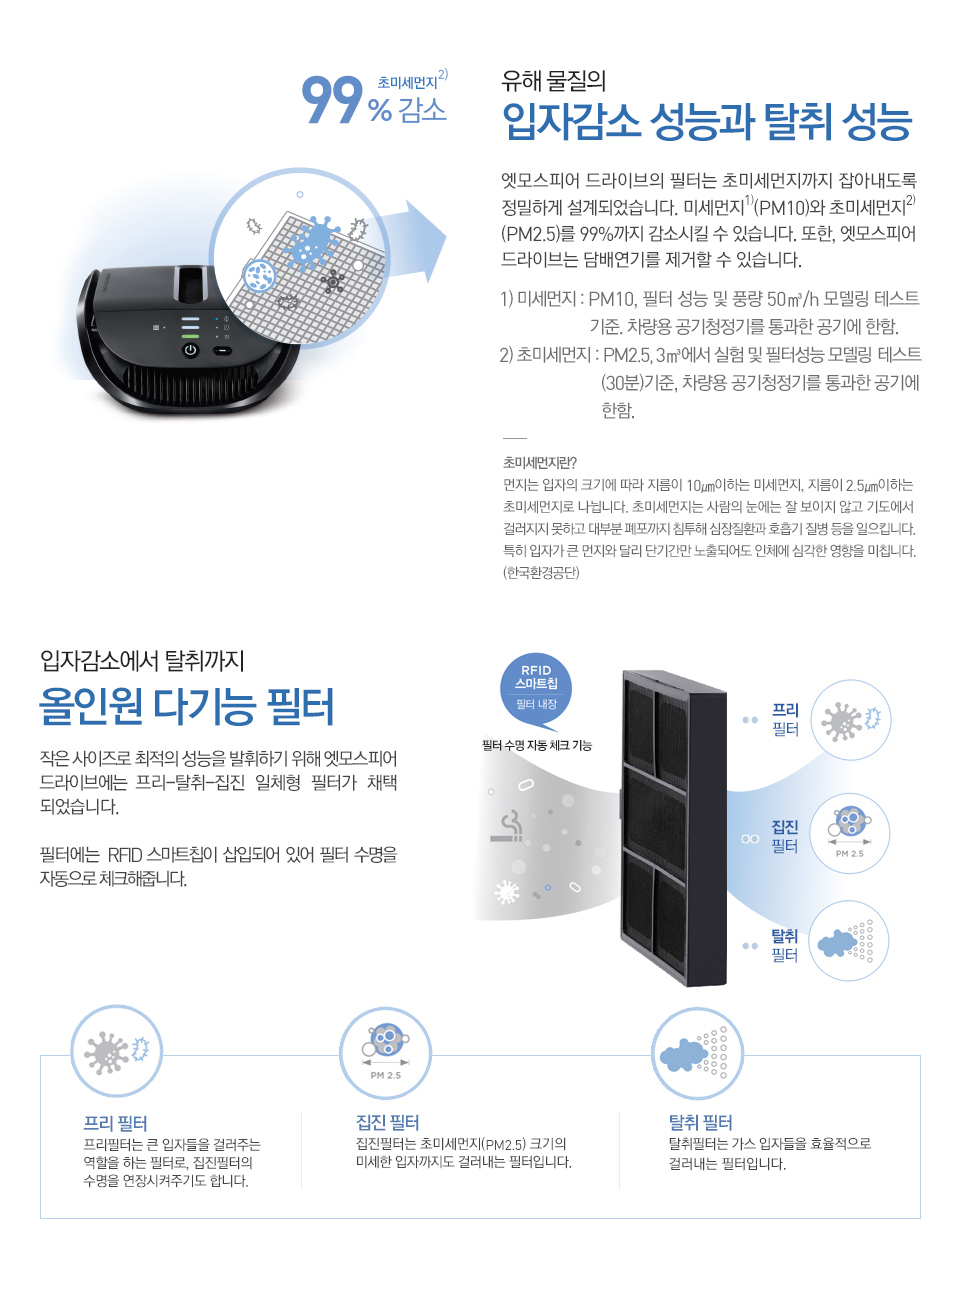 99
초미세먼지2)
% 감소
유해 물질의
입자감소 성능과 탈취 성능
엣모스피어 드라이브의 필터는 초미세먼지까지 잡아내도록
정밀하게 설계되었습니다. 미세먼지1)(PM10)와 초미세먼지2)
(PM2.5)를 99%까지 감소시킬 수 있습니다. 또한, 엣모스피어
드라이브는 담배연기를 제거할 수 있습니다.
1) 미세먼지 : PM10, 필터 성능 및 풍량 50㎥/h 모델링 테스트
기준. 차량용 공기청정기를 통과한 공기에 한함.
2) 초미세먼지 : PM2.5, 3㎥에서 실험 및 필터성능 모델링 테스트
(30분)기준, 차량용 공기청정기를 통과한 공기에
한함.
초미세먼지란?
먼지는 입자의 크기에 따라 지름이 10㎛이하는 미세먼지, 지름이 2.5㎛이하는
초미세먼지로 나뉩니다. 초미세먼지는 사람의 눈에는 잘 보이지 않고 기도에서
걸러지지 못하고 대부분 폐포까지 침투해 심장질환과 호흡기 질병 등을 일으킵니다.
특히 입자가 큰 먼지와 달리 단기간만 노출되어도 인체에 심각한 영향을 미칩니다.
(한국환경공단)
입자감소에서 탈취까지
올인원 다기능 필터
작은 사이즈로 최적의 성능을 발휘하기 위해 엣모스피어
드라이브에는 프리-탈취-집진 일체형 필터가 채택
되었습니다.
필터에는 RFID 스마트칩이 삽입되어 있어 필터 수명을
자동으로 체크해줍니다.
RFID
스마트칩
필터 내장
필터 수명 자동 체크 기능
프리
필터
집진
필터
PM 2.5
탈취
필터
PM 2.5
프리 필터
프리필터는 큰 입자들을 걸러주는
역할을 하는 필터로, 집진필터의
수명을 연장시켜주기도 합니다.
집진 필터
집진필터는 초미세먼지(PM2.5) 크기의
미세한 입자까지도 걸러내는 필터입니다.
탈취 필터
탈취필터는 가스 입자들을 효율적으로
걸러내는 필터입니다.